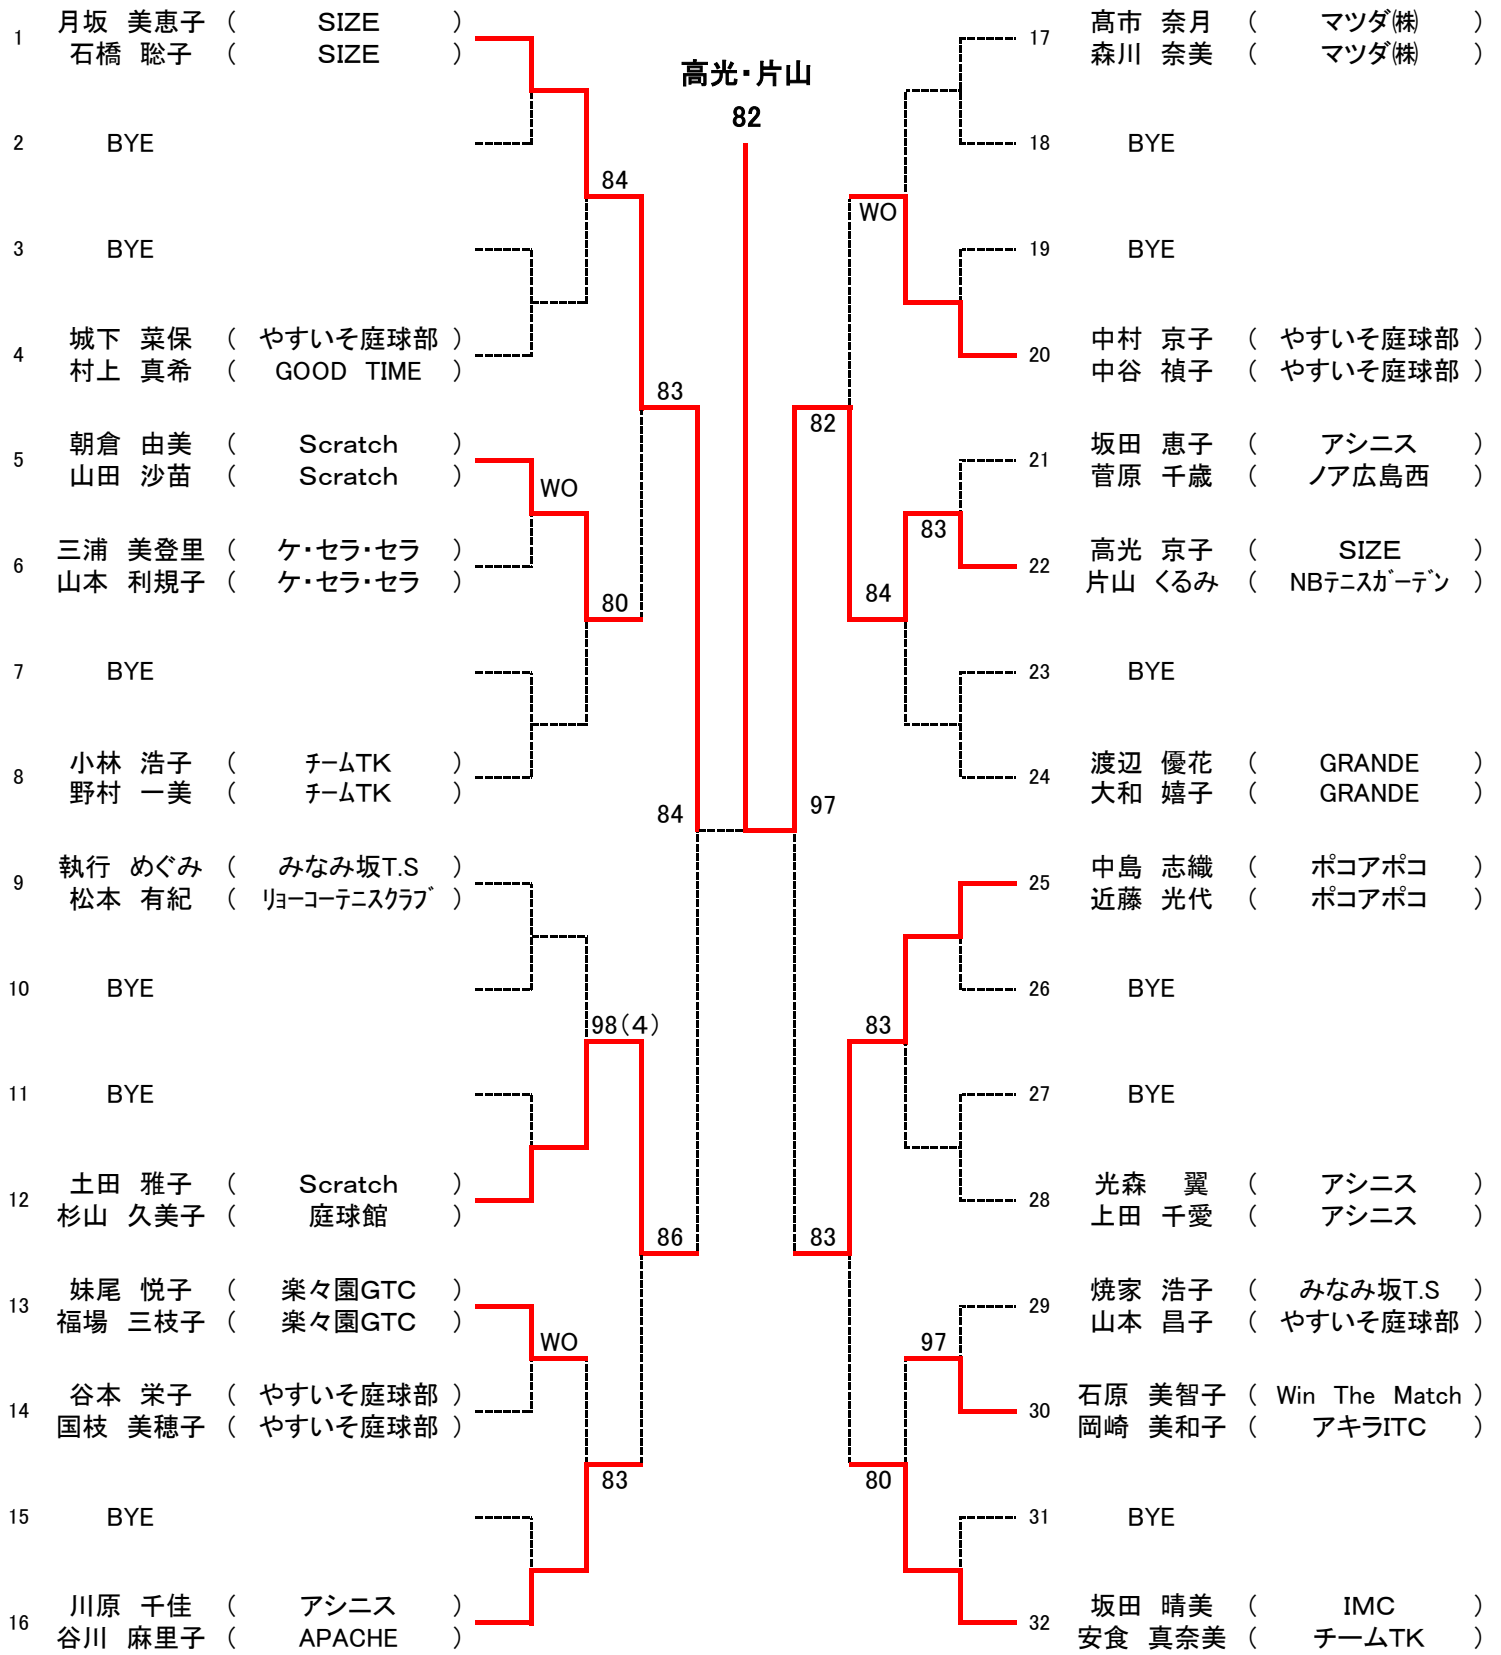 高光・片山
82
1 月坂 美恵子 ( SIZE )
石橋 聡子 ( SIZE )
2 BYE
84
3 BYE
4 城下 菜保 ( やすいそ庭球部 )
村上 真希 ( GOOD TIME )
83
5 朝倉 由美 ( Scratch )
山田 沙苗 ( Scratch )
WO
6 三浦 美登里 ( ケ・セラ・セラ )
山本 利規子 ( ケ・セラ・セラ )
80
7 BYE
8 小林 浩子 ( チームTK )
野村 一美 ( チームTK )
84
9 執行 めぐみ ( みなみ坂T.S )
松本 有紀 ( リョーコーテニスクラブ )
10 BYE
98(4)
11 BYE
12 土田 雅子 ( Scratch )
杉山 久美子 ( 庭球館 )
86
13 妹尾 悦子 ( 楽々園GTC )
福場 三枝子 ( 楽々園GTC )
WO
14 谷本 栄子 ( やすいそ庭球部 )
国枝 美穂子 ( やすいそ庭球部 )
83
15 BYE
16 川原 千佳 ( アシニス )
谷川 麻里子 ( APACHE )
17 髙市 奈月 ( マツダ㈱ )
森川 奈美 ( マツダ㈱ )
18 BYE
WO
19 BYE
20 中村 京子 ( やすいそ庭球部 )
中谷 禎子 ( やすいそ庭球部 )
82
21 坂田 恵子 ( アシニス )
菅原 千歳 ( ノア広島西 )
83
22 高光 京子 ( SIZE )
片山 くるみ ( NBテニスガーデン )
84
23 BYE
24 渡辺 優花 ( GRANDE )
大和 嬉子 ( GRANDE )
97
25 中島 志織 ( ポコアポコ )
近藤 光代 ( ポコアポコ )
26 BYE
83
27 BYE
28 光森 翼 ( アシニス )
上田 千愛 ( アシニス )
83
29 焼家 浩子 ( みなみ坂T.S )
山本 昌子 ( やすいそ庭球部 )
97
30 石原 美智子 ( Win The Match )
岡崎 美和子 ( アキラITC )
80
31 BYE
32 坂田 晴美 ( IMC )
安食 真奈美 ( チームTK )